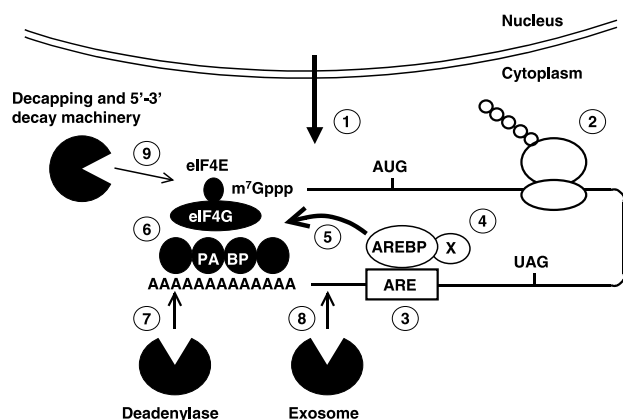 Nucleus
Cytoplasm
Decapping and 5'-3'
decay machinery
1
2
9
eIF4E
AUG
m⁷Gppp
eIF4G
4
6
5
AREBP
X
PA BP
UAG
AAAAAAAAAAAAA
ARE
7
8
3
Deadenylase
Exosome